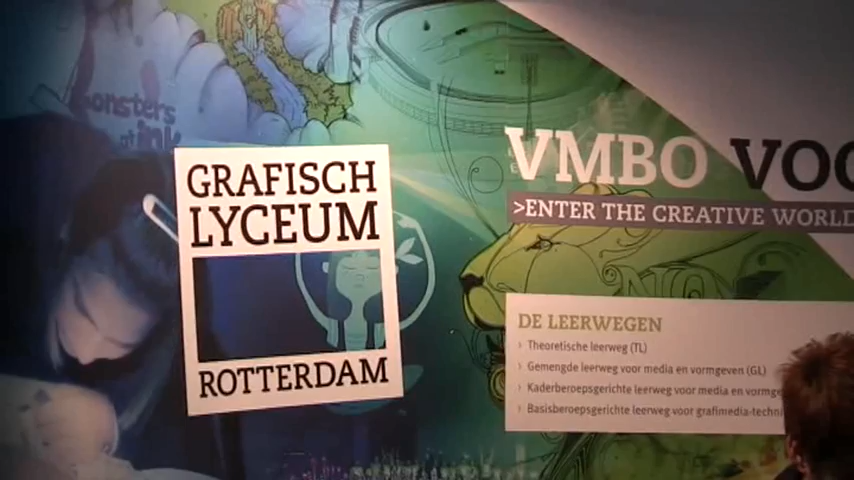 Monsters
of ink
GRAFISCH
LYCEUM
ROTTERDAM
VMBO VOO
>ENTER THE CREATIVE WORLD
DE LEERWEGEN
› Theoretische leerweg (TL)
› Gemengde leerweg voor media en vormgeven (GL)
› Kaderberoepsgerichte leerweg voor media en vormge
› Basisberoepsgerichte leerweg voor grafimedia-techni